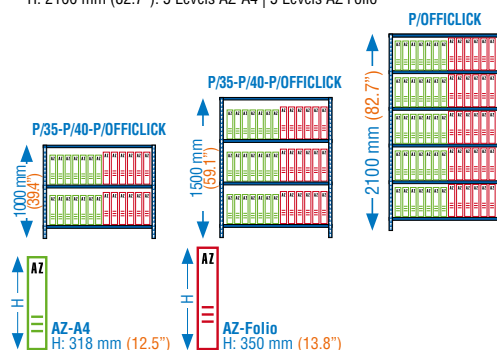 H: 2100 mm (82.7"): 5 Levels AZ-A4 | 5 Levels AZ-Folio
P/OFFICLICK
P/35-P/40-P/OFFICLICK
P/35-P/40-P/OFFICLICK
1000 mm
(39.4")
1500 mm
(59.1")
2100 mm (82.7")
AZ
H
AZ-A4
H: 318 mm (12.5")
AZ
H
AZ-Folio
H: 350 mm (13.8")